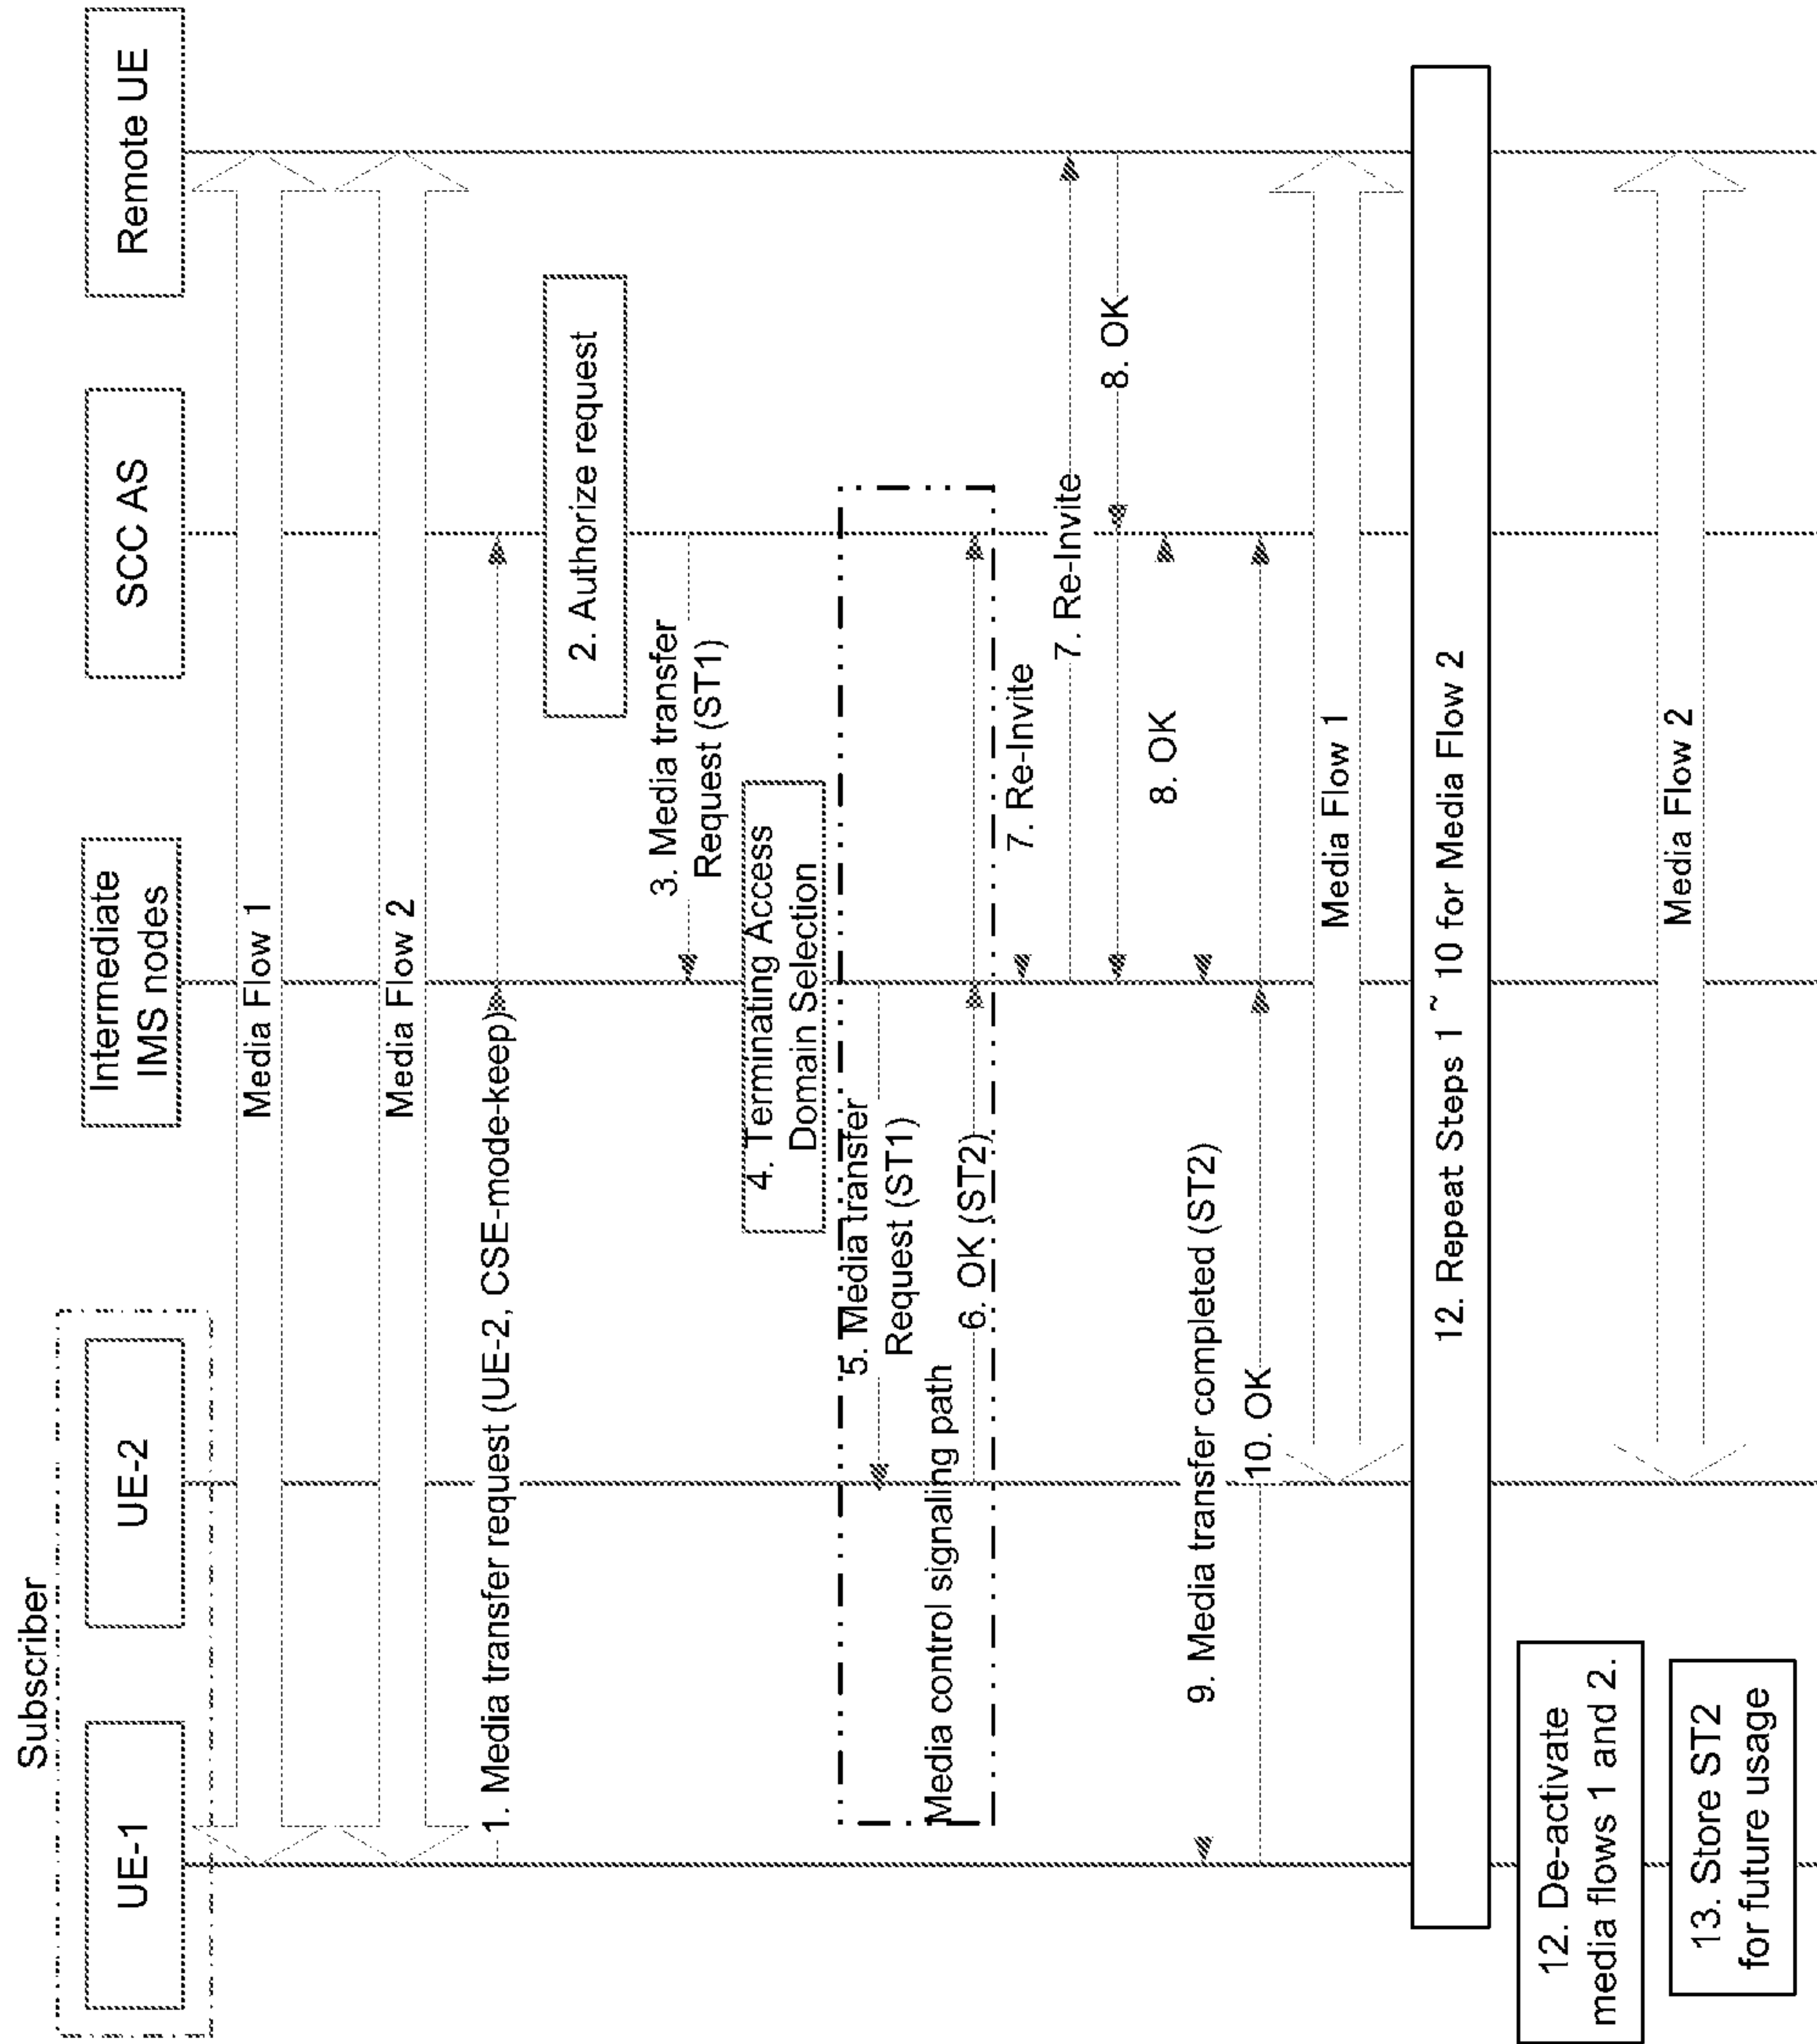 Subscriber
UE-1
UE-2
Intermediate
IMS nodes
SCC AS
Remote UE
Media Flow 1
Media Flow 2
1. Media transfer request (UE-2, CSE-mode-keep)
2. Authorize request
3. Media transfer
Request (ST1)
4. Terminating Access
Domain Selection
5. Media transfer
Request (ST1)
Media control signaling path
6. OK (ST2)
7. Re-Invite
7. Re-Invite
8. OK
8. OK
9. Media transfer completed (ST2)
10. OK
Media Flow 1
12. Repeat Steps 1 ~ 10 for Media Flow 2
12. De-activate
media flows 1 and 2.
Media Flow 2
13. Store ST2
for future usage